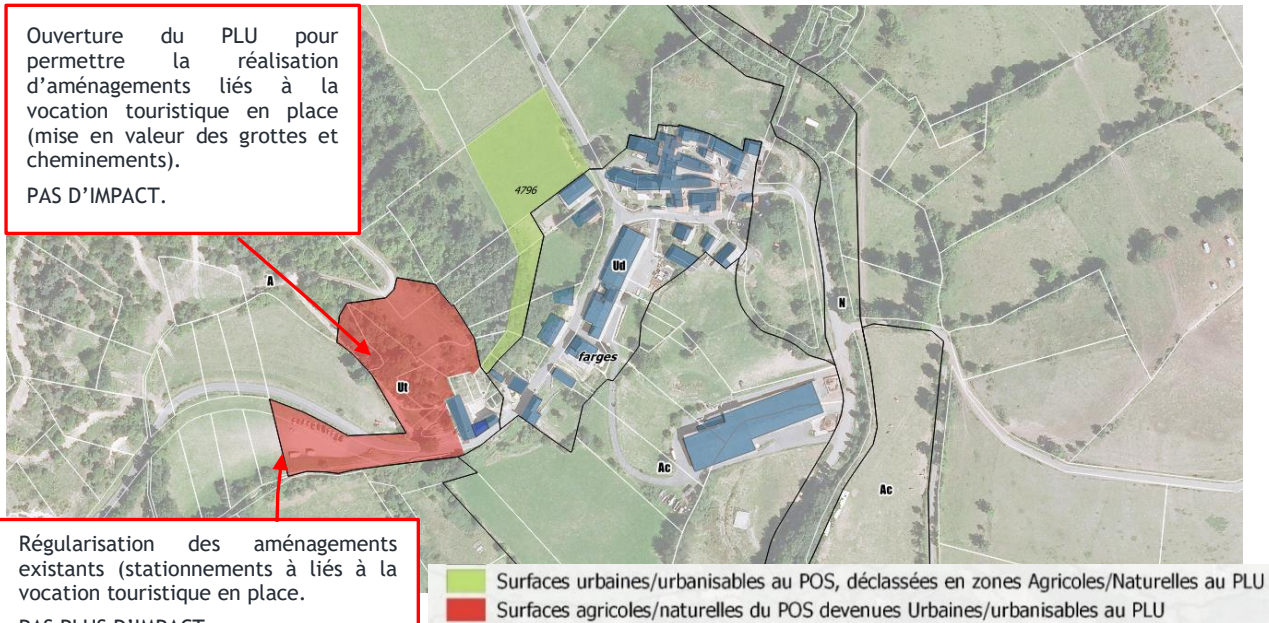 Ouverture du PLU pour
permettre la réalisation
d’aménagements liés à la
vocation touristique en place
(mise en valeur des grottes et
cheminements).
PAS D’IMPACT.
4796
A
Ud
N
farges
Ut
Ac
Ac
Régularisation des aménagements
existants (stationnements à liés à la
vocation touristique en place.
PAS PLUS D’IMPACT
Surfaces urbaines/urbanisables au POS, déclassées en zones Agricoles/Naturelles au PLU
Surfaces agricoles/naturelles du POS devenues Urbaines/urbanisables au PLU